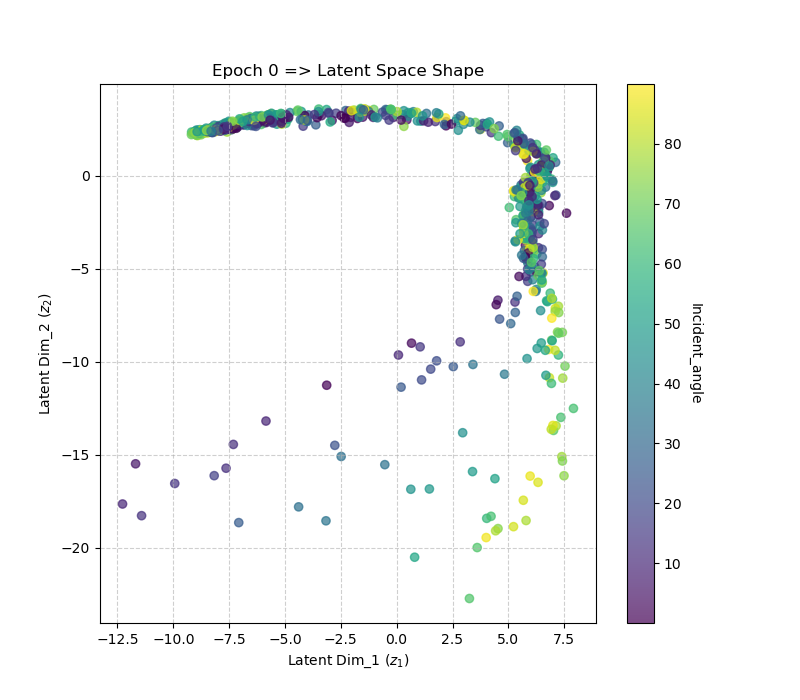 Epoch 0 => Latent Space Shape
0
−5
−10
−15
−20
Latent Dim_2 (z₂)
−12.5 −10.0 −7.5 −5.0 −2.5 0.0 2.5 5.0 7.5
Latent Dim_1 (z₁)
80
70
60
50
40
30
20
10
Incident_angle